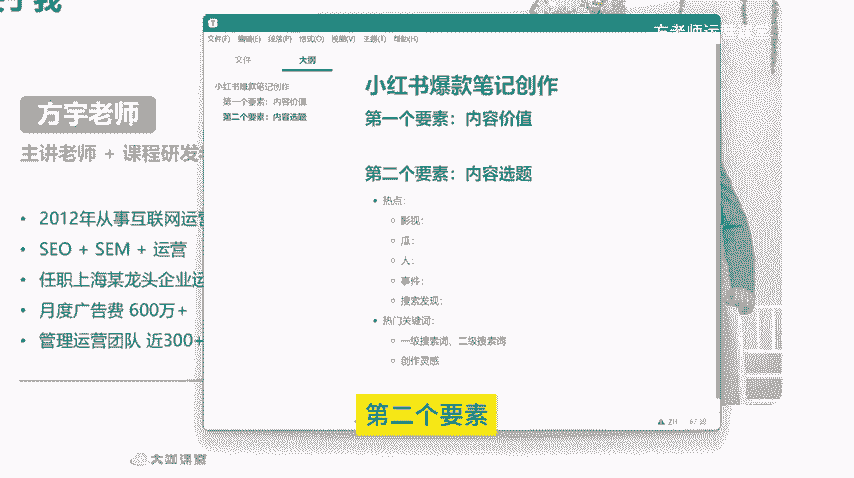 方老师运营课堂
方宇老师
主讲老师 + 课程研发
2012年从事互联网运营
SEO + SEM + 运营
任职上海某龙头企业运
月度广告费 600万+
管理运营团队 近300+
大咖课堂
文件(F) 编辑(E) 段落(P) 格式(O) 视图(V) 主题(T) 帮助(H)
文件 大纲
小红书爆款笔记创作
第一个要素：内容价值
第二个要素：内容选题
小红书爆款笔记创作
第一个要素：内容价值
第二个要素：内容选题
热点：
影视：
瓜：
人：
事件：
搜索发现：
热门关键词：
一级搜索词、二级搜索词
创作灵感
第二个要素